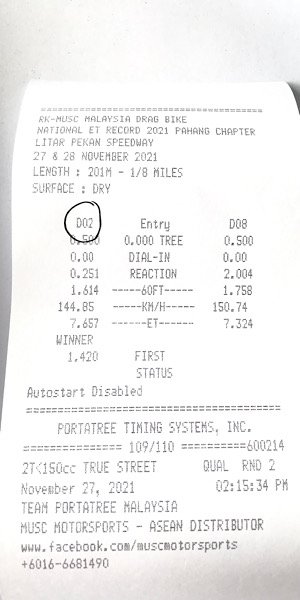 =========================================
RK-MUSC MALAYSIA DRAG BIKE
NATIONAL ET RECORD 2021 PAHANG CHAPTER
LITAR PEKAN SPEEDWAY
27 & 28 NOVEMBER 2021
LENGTH : 201M - 1/8 MILES
SURFACE : DRY
D02 Entry D08
0.500 0.000 TREE 0.500
0.00 DIAL-IN 0.00
0.251 REACTION 2.004
1.614 -----60FT----- 1.758
144.85 ------KM/H------ 150.74
7.657 ------ET------ 7.324
WINNER
1.420 FIRST
STATUS
Autostart Disabled
=========================================
PORTATREE TIMING SYSTEMS, INC.
============== 109/110 ==========600214
2T<150cc TRUE STREET QUAL RND 2
November 27, 2021 02:15:34 PM
TEAM PORTATREE MALAYSIA
MUSC MOTORSPORTS - ASEAN DISTRIBUTOR
www.facebook.com/muscmotorsports
+6016-6681490